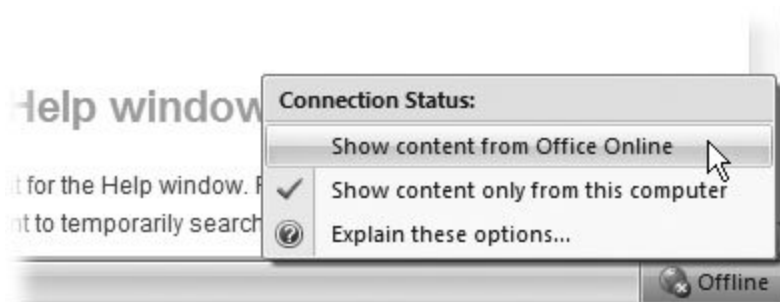 Help window
Connection Status:
Show content from Office Online
for the Help window.
Show content only from this computer
to temporarily search
Explain these options...
Offline